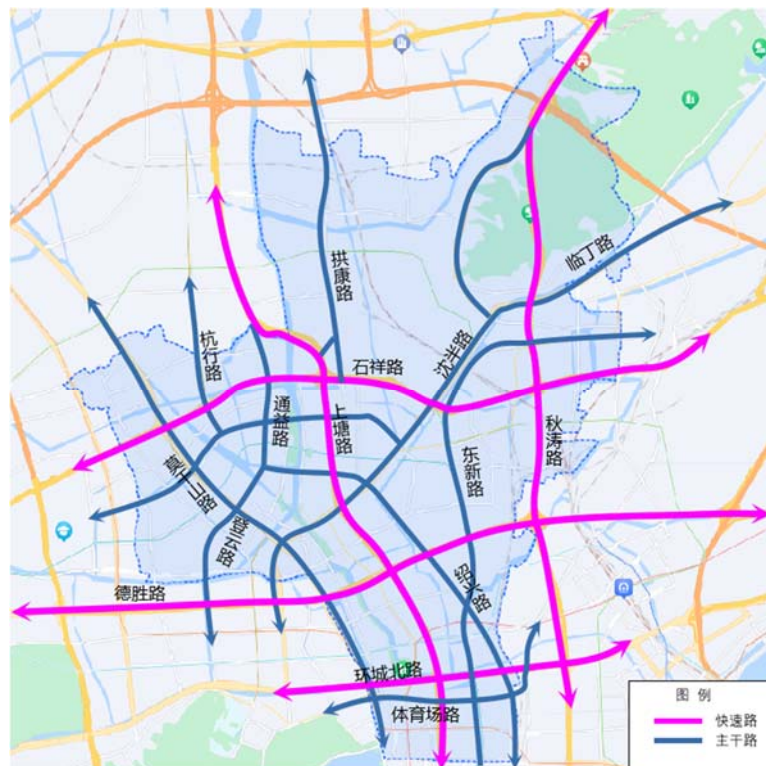 拱康路
临丁路
杭行路
石祥路
沈半路
通益路
上塘路
秋涛路
东新路
莫干山路
登云路
德胜路
绍兴路
环城北路
体育场路
图 例
快速路
主干路